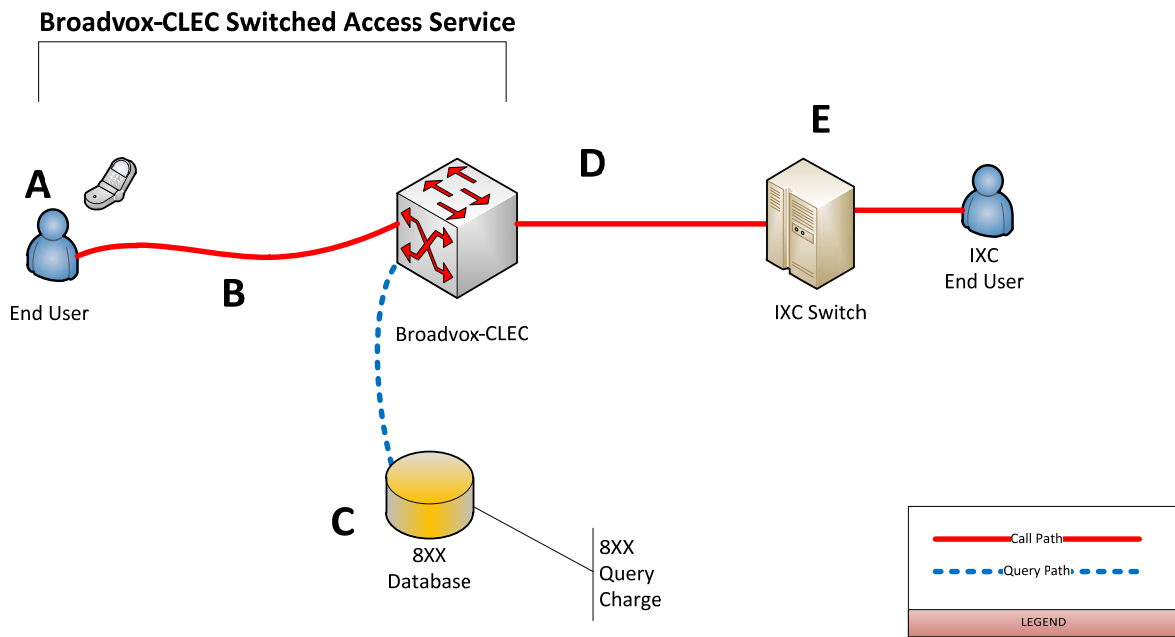 Broadvox-CLEC Switched Access Service
A
B
C
D
E
End User
Broadvox-CLEC
IXC Switch
IXC
End User
8XX
Database
8XX
Query
Charge
Call Path
Query Path
LEGEND